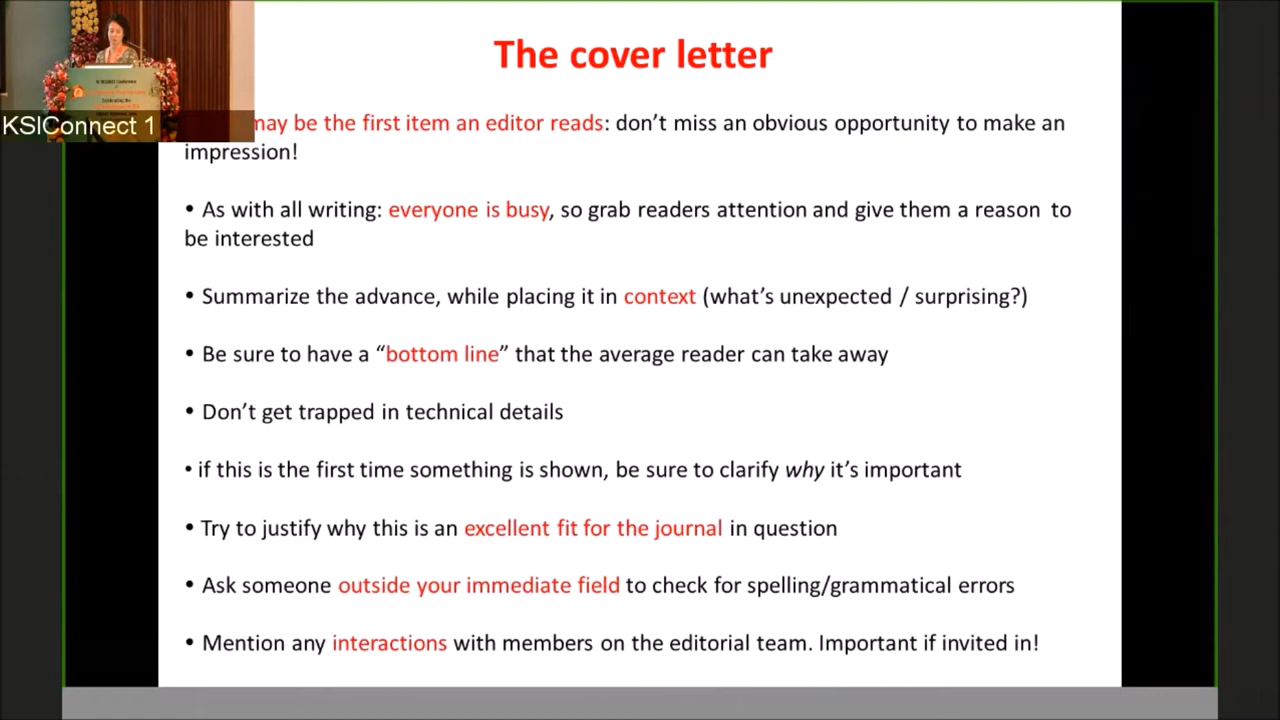 The cover letter
may be the first item an editor reads: don’t miss an obvious opportunity to make an
impression!
• As with all writing: everyone is busy, so grab readers attention and give them a reason to
be interested
• Summarize the advance, while placing it in context (what’s unexpected / surprising?)
• Be sure to have a “bottom line” that the average reader can take away
• Don’t get trapped in technical details
• if this is the first time something is shown, be sure to clarify why it’s important
• Try to justify why this is an excellent fit for the journal in question
• Ask someone outside your immediate field to check for spelling/grammatical errors
• Mention any interactions with members on the editorial team. Important if invited in!
KSIConnect 1